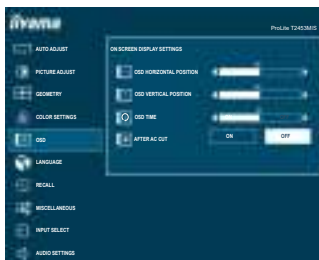 iiyama
ProLite T2453MTS
AUTO ADJUST
PICTURE ADJUST
GEOMETRY
COLOR SETTINGS
OSD
LANGUAGE
RECALL
MISCELLANEOUS
INPUT SELECT
AUDIO SETTINGS
ON SCREEN DISPLAY SETTINGS
OSD HORIZONTAL POSITION
OSD VERTICAL POSITION
OSD TIME
AFTER AC CUT
ON
OFF